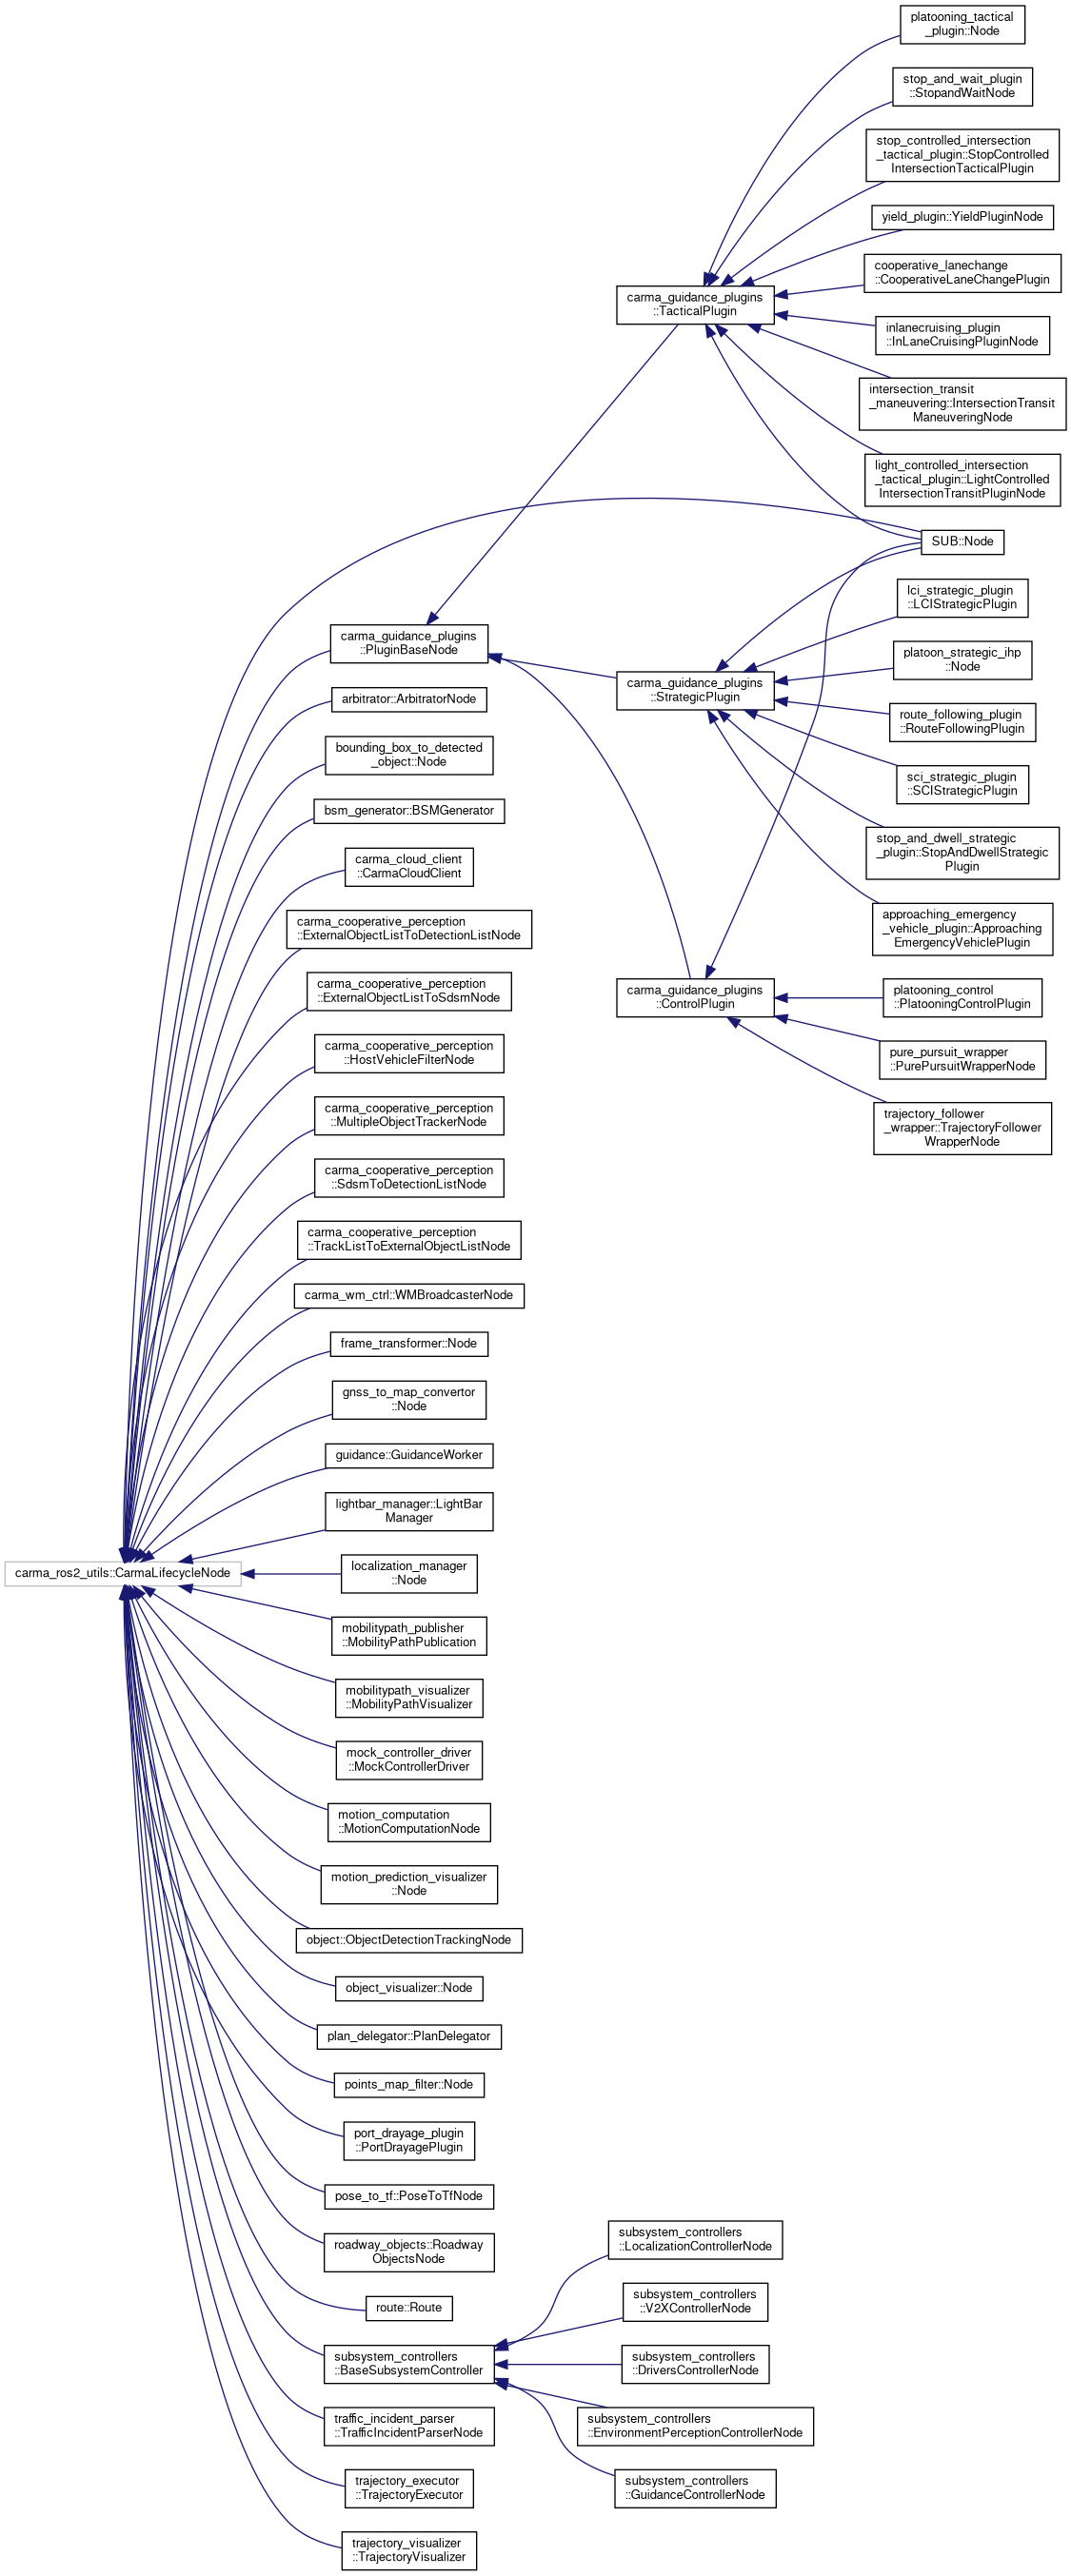 platooning_tactical
_plugin::Node
stop_and_wait_plugin
::StopandWaitNode
stop_controlled_intersection
_tactical_plugin::StopControlled
IntersectionTacticalPlugin
yield_plugin::YieldPluginNode
cooperative_lanechange
::CooperativeLaneChangePlugin
carma_guidance_plugins
::TacticalPlugin
inlanecruising_plugin
::InLaneCruisingPluginNode
intersection_transit
_maneuvering::IntersectionTransit
ManeuveringNode
light_controlled_intersection
_tactical_plugin::LightControlled
IntersectionTransitPluginNode
SUB::Node
lci_strategic_plugin
::LCIStrategicPlugin
carma_guidance_plugins
::PluginBaseNode
platoon_strategic_ihp
::Node
carma_guidance_plugins
::StrategicPlugin
arbitrator::ArbitratorNode
route_following_plugin
::RouteFollowingPlugin
bounding_box_to_detected
_object::Node
sci_strategic_plugin
::SCIStrategicPlugin
bsm_generator::BSMGenerator
stop_and_dwell_strategic
_plugin::StopAndDwellStrategic
Plugin
carma_cloud_client
::CarmaCloudClient
approaching_emergency
_vehicle_plugin::Approaching
EmergencyVehiclePlugin
carma_cooperative_perception
::ExternalObjectListToDetectionListNode
carma_cooperative_perception
::ExternalObjectListToSdsmNode
carma_guidance_plugins
::ControlPlugin
platooning_control
::PlatooningControlPlugin
carma_cooperative_perception
::HostVehicleFilterNode
pure_pursuit_wrapper
::PurePursuitWrapperNode
carma_cooperative_perception
::MultipleObjectTrackerNode
trajectory_follower
_wrapper::TrajectoryFollower
WrapperNode
carma_cooperative_perception
::SdsmToDetectionListNode
carma_cooperative_perception
::TrackListToExternalObjectListNode
carma_wm_ctrl::WMBroadcasterNode
frame_transformer::Node
gnss_to_map_convertor
::Node
guidance::GuidanceWorker
lightbar_manager::LightBar
Manager
carma_ros2_utils::CarmaLifecycleNode
localization_manager
::Node
mobilitypath_publisher
::MobilityPathPublication
mobilitypath_visualizer
::MobilityPathVisualizer
mock_controller_driver
::MockControllerDriver
motion_computation
::MotionComputationNode
motion_prediction_visualizer
::Node
object::ObjectDetectionTrackingNode
object_visualizer::Node
plan_delegator::PlanDelegator
points_map_filter::Node
port_drayage_plugin
::PortDrayagePlugin
pose_to_tf::PoseToTfNode
roadway_objects::Roadway
ObjectsNode
subsystem_controllers
::LocalizationControllerNode
route::Route
subsystem_controllers
::V2XControllerNode
subsystem_controllers
::BaseSubsystemController
subsystem_controllers
::DriversControllerNode
traffic_incident_parser
::TrafficIncidentParserNode
subsystem_controllers
::EnvironmentPerceptionControllerNode
trajectory_executor
::TrajectoryExecutor
subsystem_controllers
::GuidanceControllerNode
trajectory_visualizer
::TrajectoryVisualizer